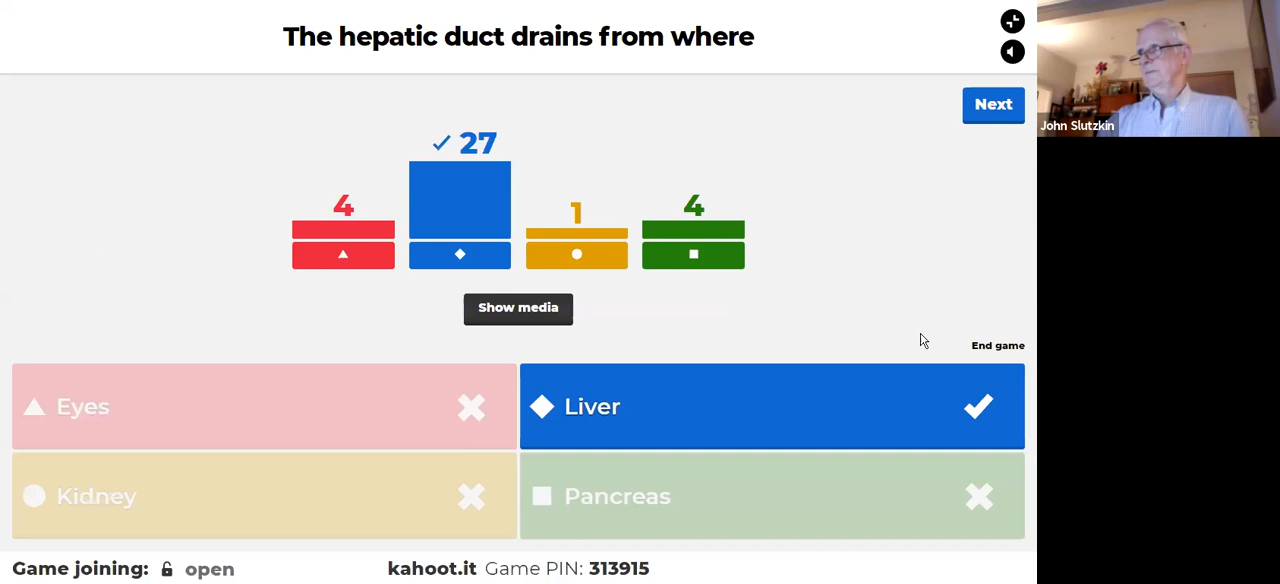 The hepatic duct drains from where
Next
John Slutzkin
4
27
1
4
Show media
End game
Eyes
Liver
Kidney
Pancreas
Game joining: open
kahoot.it Game PIN: 313915